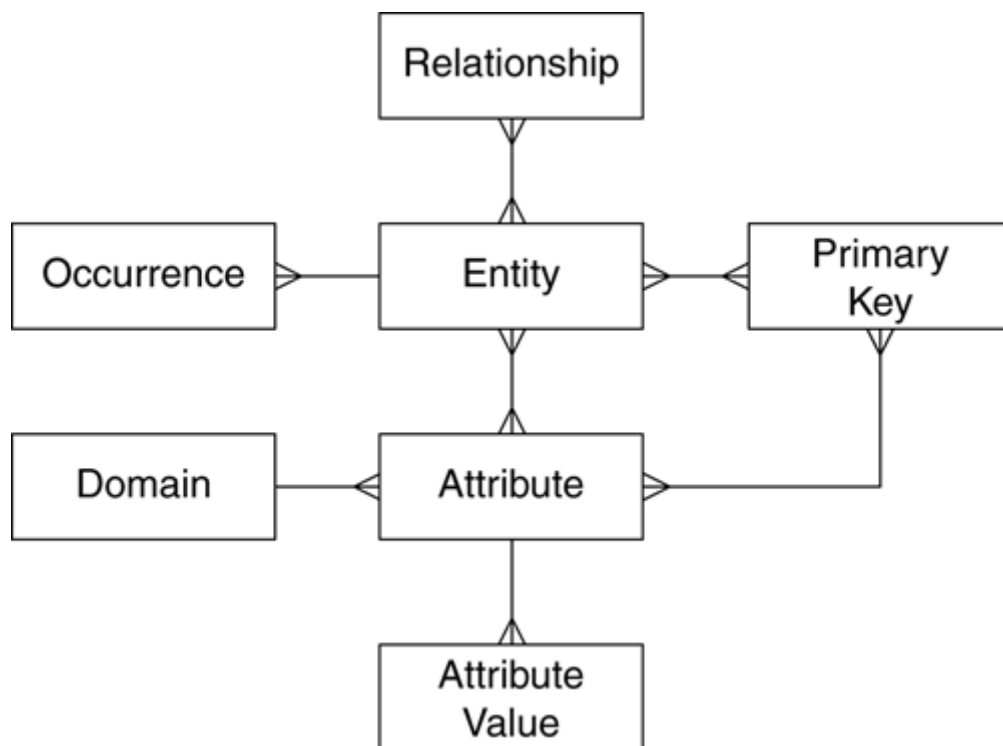 Relationship
Occurrence
Entity
Primary
Key
Domain
Attribute
Attribute
Value